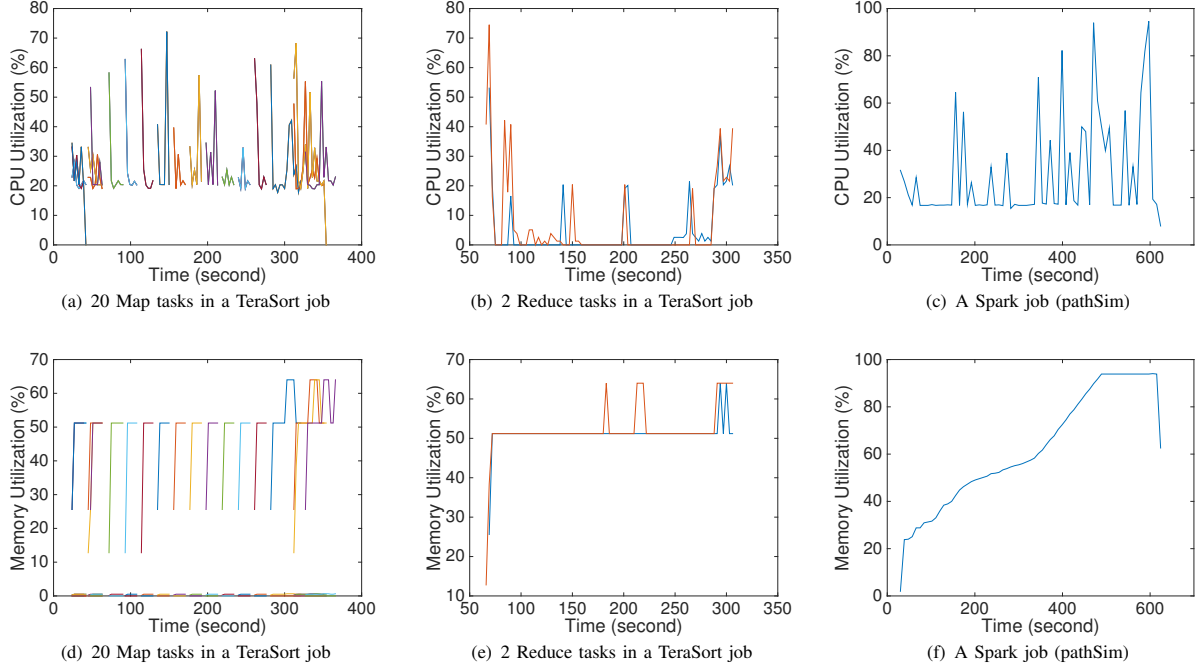 80
70
60
50
40
30
20
10
0
CPU Utilization (%)
0 100 200 300 400
Time (second)
(a) 20 Map tasks in a TeraSort job
80
70
60
50
40
30
20
10
0
CPU Utilization (%)
50 100 150 200 250 300 350
Time (second)
(b) 2 Reduce tasks in a TeraSort job
100
80
60
40
20
0
CPU Utilization (%)
0 200 400 600
Time (second)
(c) A Spark job (pathSim)
70
60
50
40
30
20
10
0
Memory Utilization (%)
0 100 200 300 400
Time (second)
(d) 20 Map tasks in a TeraSort job
70
60
50
40
30
20
10
Memory Utilization (%)
50 100 150 200 250 300 350
Time (second)
(e) 2 Reduce tasks in a TeraSort job
100
80
60
40
20
0
Memory Utilization (%)
0 200 400 600
Time (second)
(f) A Spark job (pathSim)